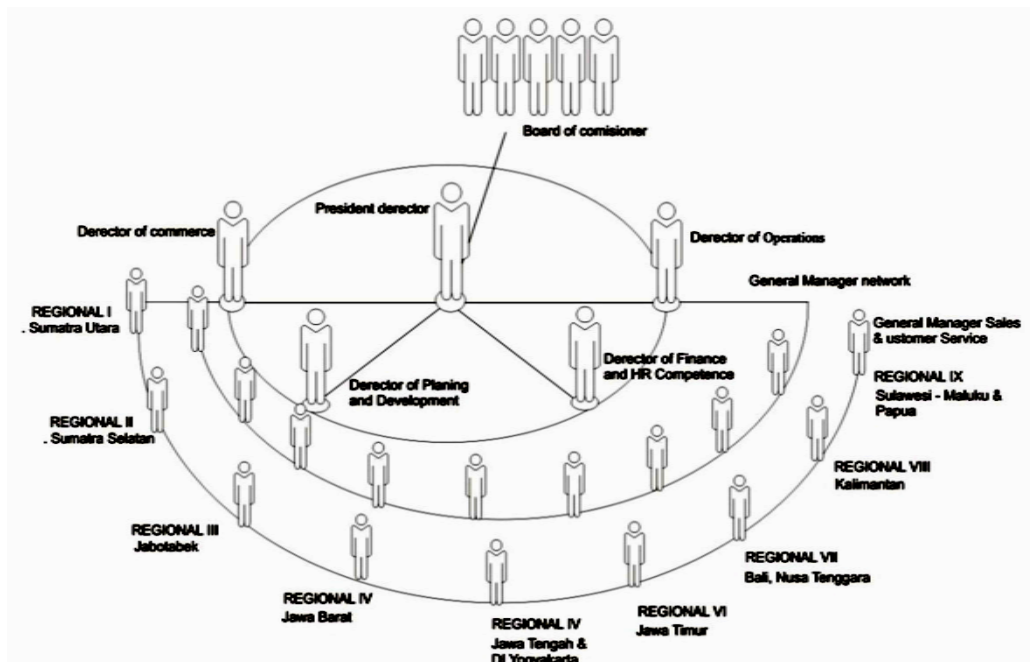 Board of comisioner
President derector
Derector of commerce
Derector of Operations
General Manager network
REGIONAL I
. Sumatra Utara
General Manager Sales
& ustomer Service
Derector of Finance
and HR Competence
Derector of Planing
and Development
REGIONAL IX
Sulawesi - Maluku &
Papua
REGIONAL II
. Sumatra Selatan
REGIONAL VIII
Kalimantan
REGIONAL III
Jabotabek
REGIONAL VII
Bali, Nusa Tenggara
REGIONAL IV
Jawa Barat
REGIONAL VI
Jawa Timur
REGIONAL IV
Jawa Tengah &
DI Yogyakarta